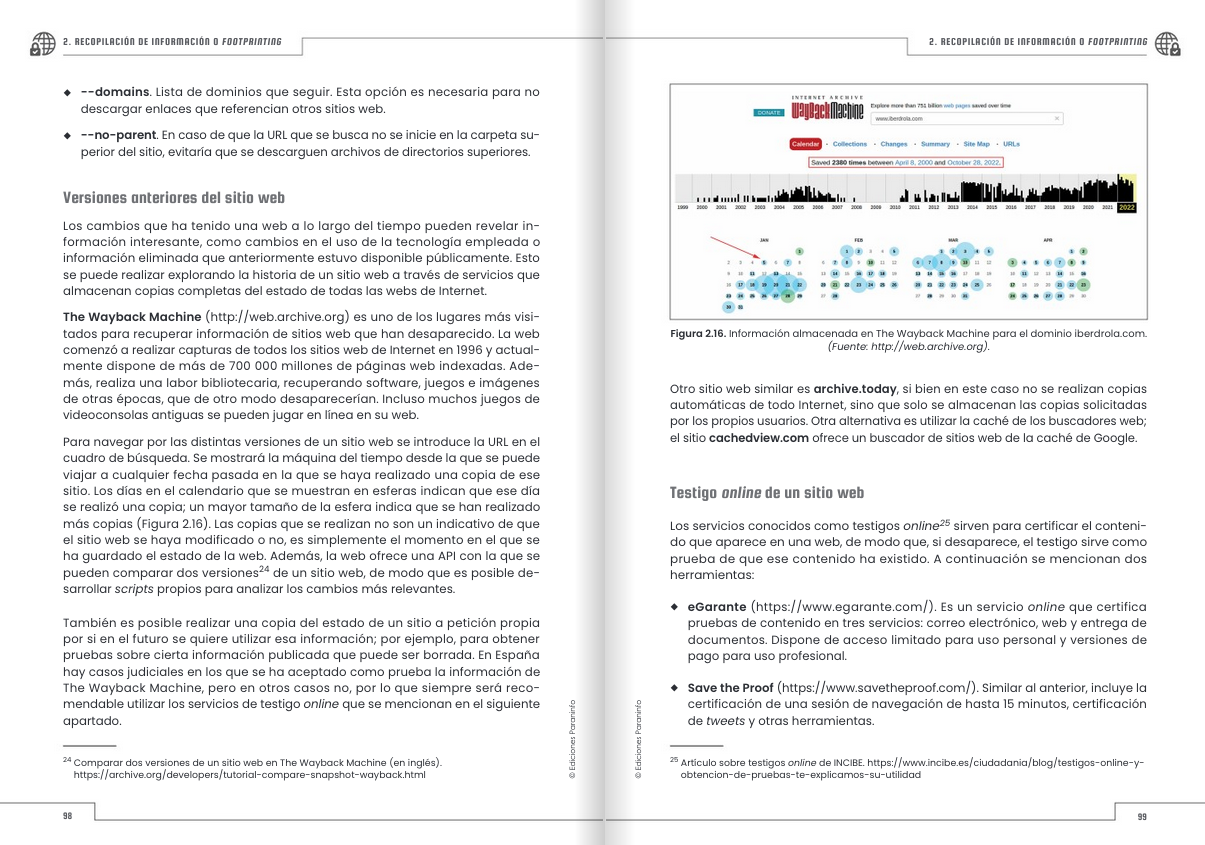 2. RECOPILACIÓN DE INFORMACIÓN O FOOTPRINTING
◆ --domains. Lista de dominios que seguir. Esta opción es necesaria para no
descargar enlaces que referencian otros sitios web.
◆ --no-parent. En caso de que la URL que se busca no se inicie en la carpeta su-
perior del sitio, evitaría que se descarguen archivos de directorios superiores.
Versiones anteriores del sitio web
Los cambios que ha tenido una web a lo largo del tiempo pueden revelar in-
formación interesante, como cambios en el uso de la tecnología empleada o
información eliminada que anteriormente estuvo disponible públicamente. Esto
se puede realizar explorando la historia de un sitio web a través de servicios que
almacenan copias completas del estado de todas las webs de Internet.
The Wayback Machine (http://web.archive.org) es uno de los lugares más visi-
tados para recuperar información de sitios web que han desaparecido. La web
comenzó a realizar capturas de todos los sitios web de Internet en 1996 y actual-
mente dispone de más de 700 000 millones de páginas web indexadas. Ade-
más, realiza una labor bibliotecaria, recuperando software, juegos e imágenes
de otras épocas, que de otro modo desaparecerían. Incluso muchos juegos de
videoconsolas antiguas se pueden jugar en línea en su web.
Para navegar por las distintas versiones de un sitio web se introduce la URL en el
cuadro de búsqueda. Se mostrará la máquina del tiempo desde la que se puede
viajar a cualquier fecha pasada en la que se haya realizado una copia de ese
sitio. Los días en el calendario que se muestran en esferas indican que ese día
se realizó una copia; un mayor tamaño de la esfera indica que se han realizado
más copias (Figura 2.16). Las copias que se realizan no son un indicativo de que
el sitio web se haya modificado o no, es simplemente el momento en el que se
ha guardado el estado de la web. Además, la web ofrece una API con la que se
pueden comparar dos versiones24 de un sitio web, de modo que es posible de-
sarrollar scripts propios para analizar los cambios más relevantes.
También es posible realizar una copia del estado de un sitio a petición propia
por si en el futuro se quiere utilizar esa información; por ejemplo, para obtener
pruebas sobre cierta información publicada que puede ser borrada. En España
hay casos judiciales en los que se ha aceptado como prueba la información de
The Wayback Machine, pero en otros casos no, por lo que siempre será reco-
mendable utilizar los servicios de testigo online que se mencionan en el siguiente
apartado.
24 Comparar dos versiones de un sitio web en The Wayback Machine (en inglés).
https://archive.org/developers/tutorial-compare-snapshot-wayback.html
© Ediciones Paraninfo
98
2. RECOPILACIÓN DE INFORMACIÓN O FOOTPRINTING
INTERNET ARCHIVE
DONATE
WayBackMachine
Explore more than 751 billion web pages saved over time
www.iberdrola.com ×
Calendar · Collections · Changes · Summary · Site Map · URLs
Saved 2380 times between April 8, 2000 and October 28, 2022.
1999 2000 2001 2002 2003 2004 2005 2006 2007 2008 2009 2010 2011 2012 2013 2014 2015 2016 2017 2018 2019 2020 2021 2022
JAN FEB MAR APR
Figura 2.16. Información almacenada en The Wayback Machine para el dominio iberdrola.com.
(Fuente: http://web.archive.org).
Otro sitio web similar es archive.today, si bien en este caso no se realizan copias
automáticas de todo Internet, sino que solo se almacenan las copias solicitadas
por los propios usuarios. Otra alternativa es utilizar la caché de los buscadores web;
el sitio cachedview.com ofrece un buscador de sitios web de la caché de Google.
Testigo online de un sitio web
Los servicios conocidos como testigos online25 sirven para certificar el conteni-
do que aparece en una web, de modo que, si desaparece, el testigo sirve como
prueba de que ese contenido ha existido. A continuación se mencionan dos
herramientas:
◆ eGarante (https://www.egarante.com/). Es un servicio online que certifica
pruebas de contenido en tres servicios: correo electrónico, web y entrega de
documentos. Dispone de acceso limitado para uso personal y versiones de
pago para uso profesional.
◆ Save the Proof (https://www.savetheproof.com/). Similar al anterior, incluye la
certificación de una sesión de navegación de hasta 15 minutos, certificación
de tweets y otras herramientas.
25 Artículo sobre testigos online de INCIBE. https://www.incibe.es/ciudadania/blog/testigos-online-y-
obtencion-de-pruebas-te-explicamos-su-utilidad
© Ediciones Paraninfo
99